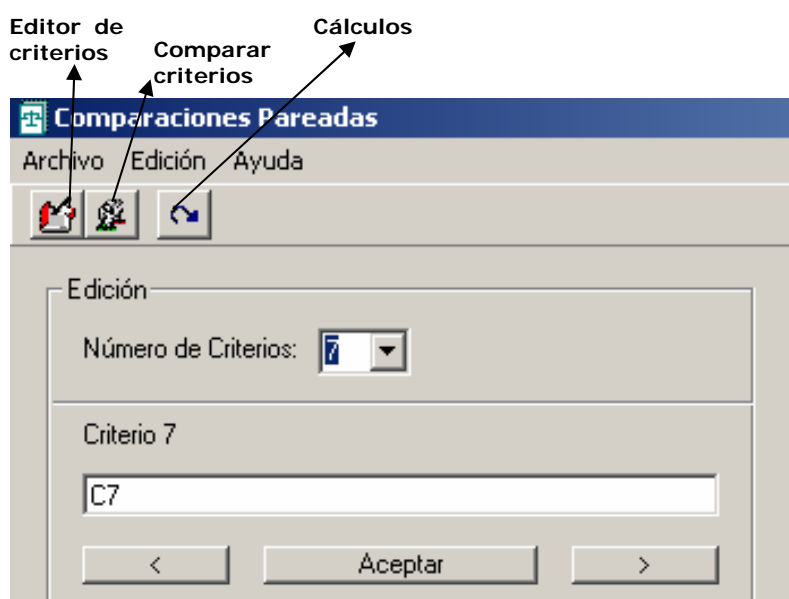 Editor de
criterios
Comparar
criterios
Cálculos
Comparaciones Pareadas
Archivo Edición Ayuda
Edición
Número de Criterios: 7
Criterio 7
C7
< Aceptar >